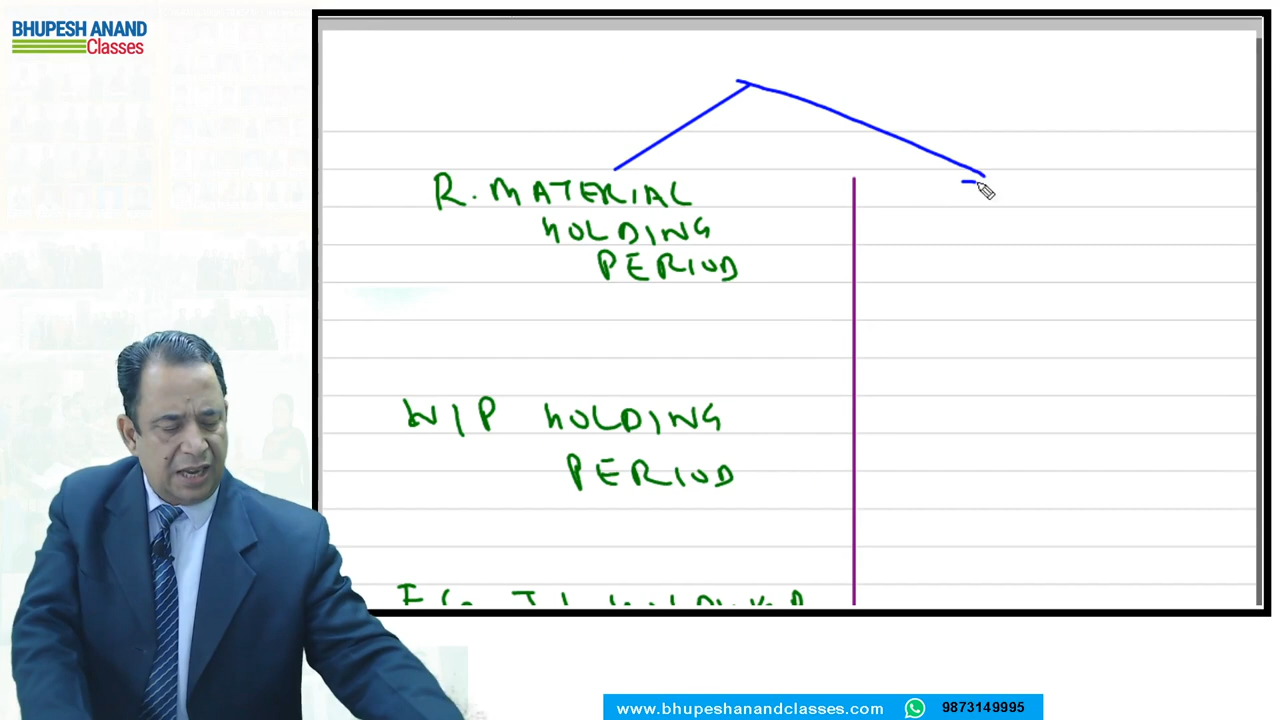 BHUPESH ANAND
Classes
R. MATERIAL
HOLDING
PERIOD
WIP HOLDING
PERIOD
www.bhupeshanandclasses.com 9873149995